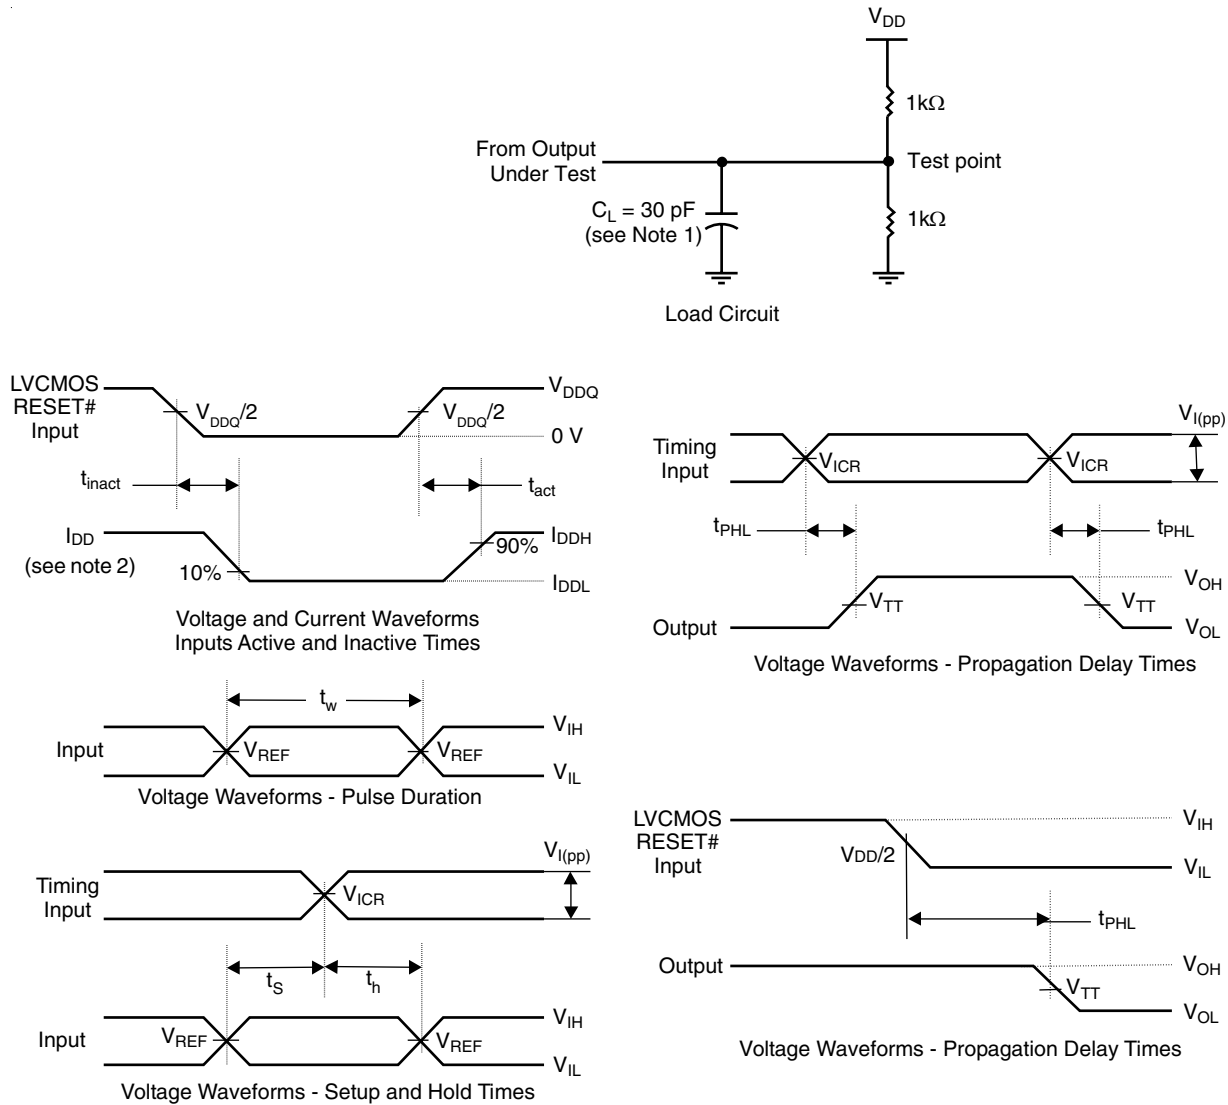 VDD
1kΩ
From Output
Under Test
Test point
CL = 30 pF
(see Note 1)
1kΩ
Load Circuit
LVCMOS
RESET#
Input
VDDQ/2
VDDQ/2
VDDQ
0 V
tinact
tact
IDD
(see note 2)
10%
90%
IDDH
IDDL
Voltage and Current Waveforms
Inputs Active and Inactive Times
VI(pp)
Timing
Input
VICR
VICR
tPHL
tPHL
Output
VTT
VTT
VOH
VOL
Voltage Waveforms - Propagation Delay Times
tw
Input
VREF
VREF
VIH
VIL
Voltage Waveforms - Pulse Duration
VI(pp)
Timing
Input
VICR
tS
th
Input
VREF
VREF
VIH
VIL
Voltage Waveforms - Setup and Hold Times
LVCMOS
RESET#
Input
VDD/2
VIH
VIL
tPHL
Output
VTT
VOH
VOL
Voltage Waveforms - Propagation Delay Times